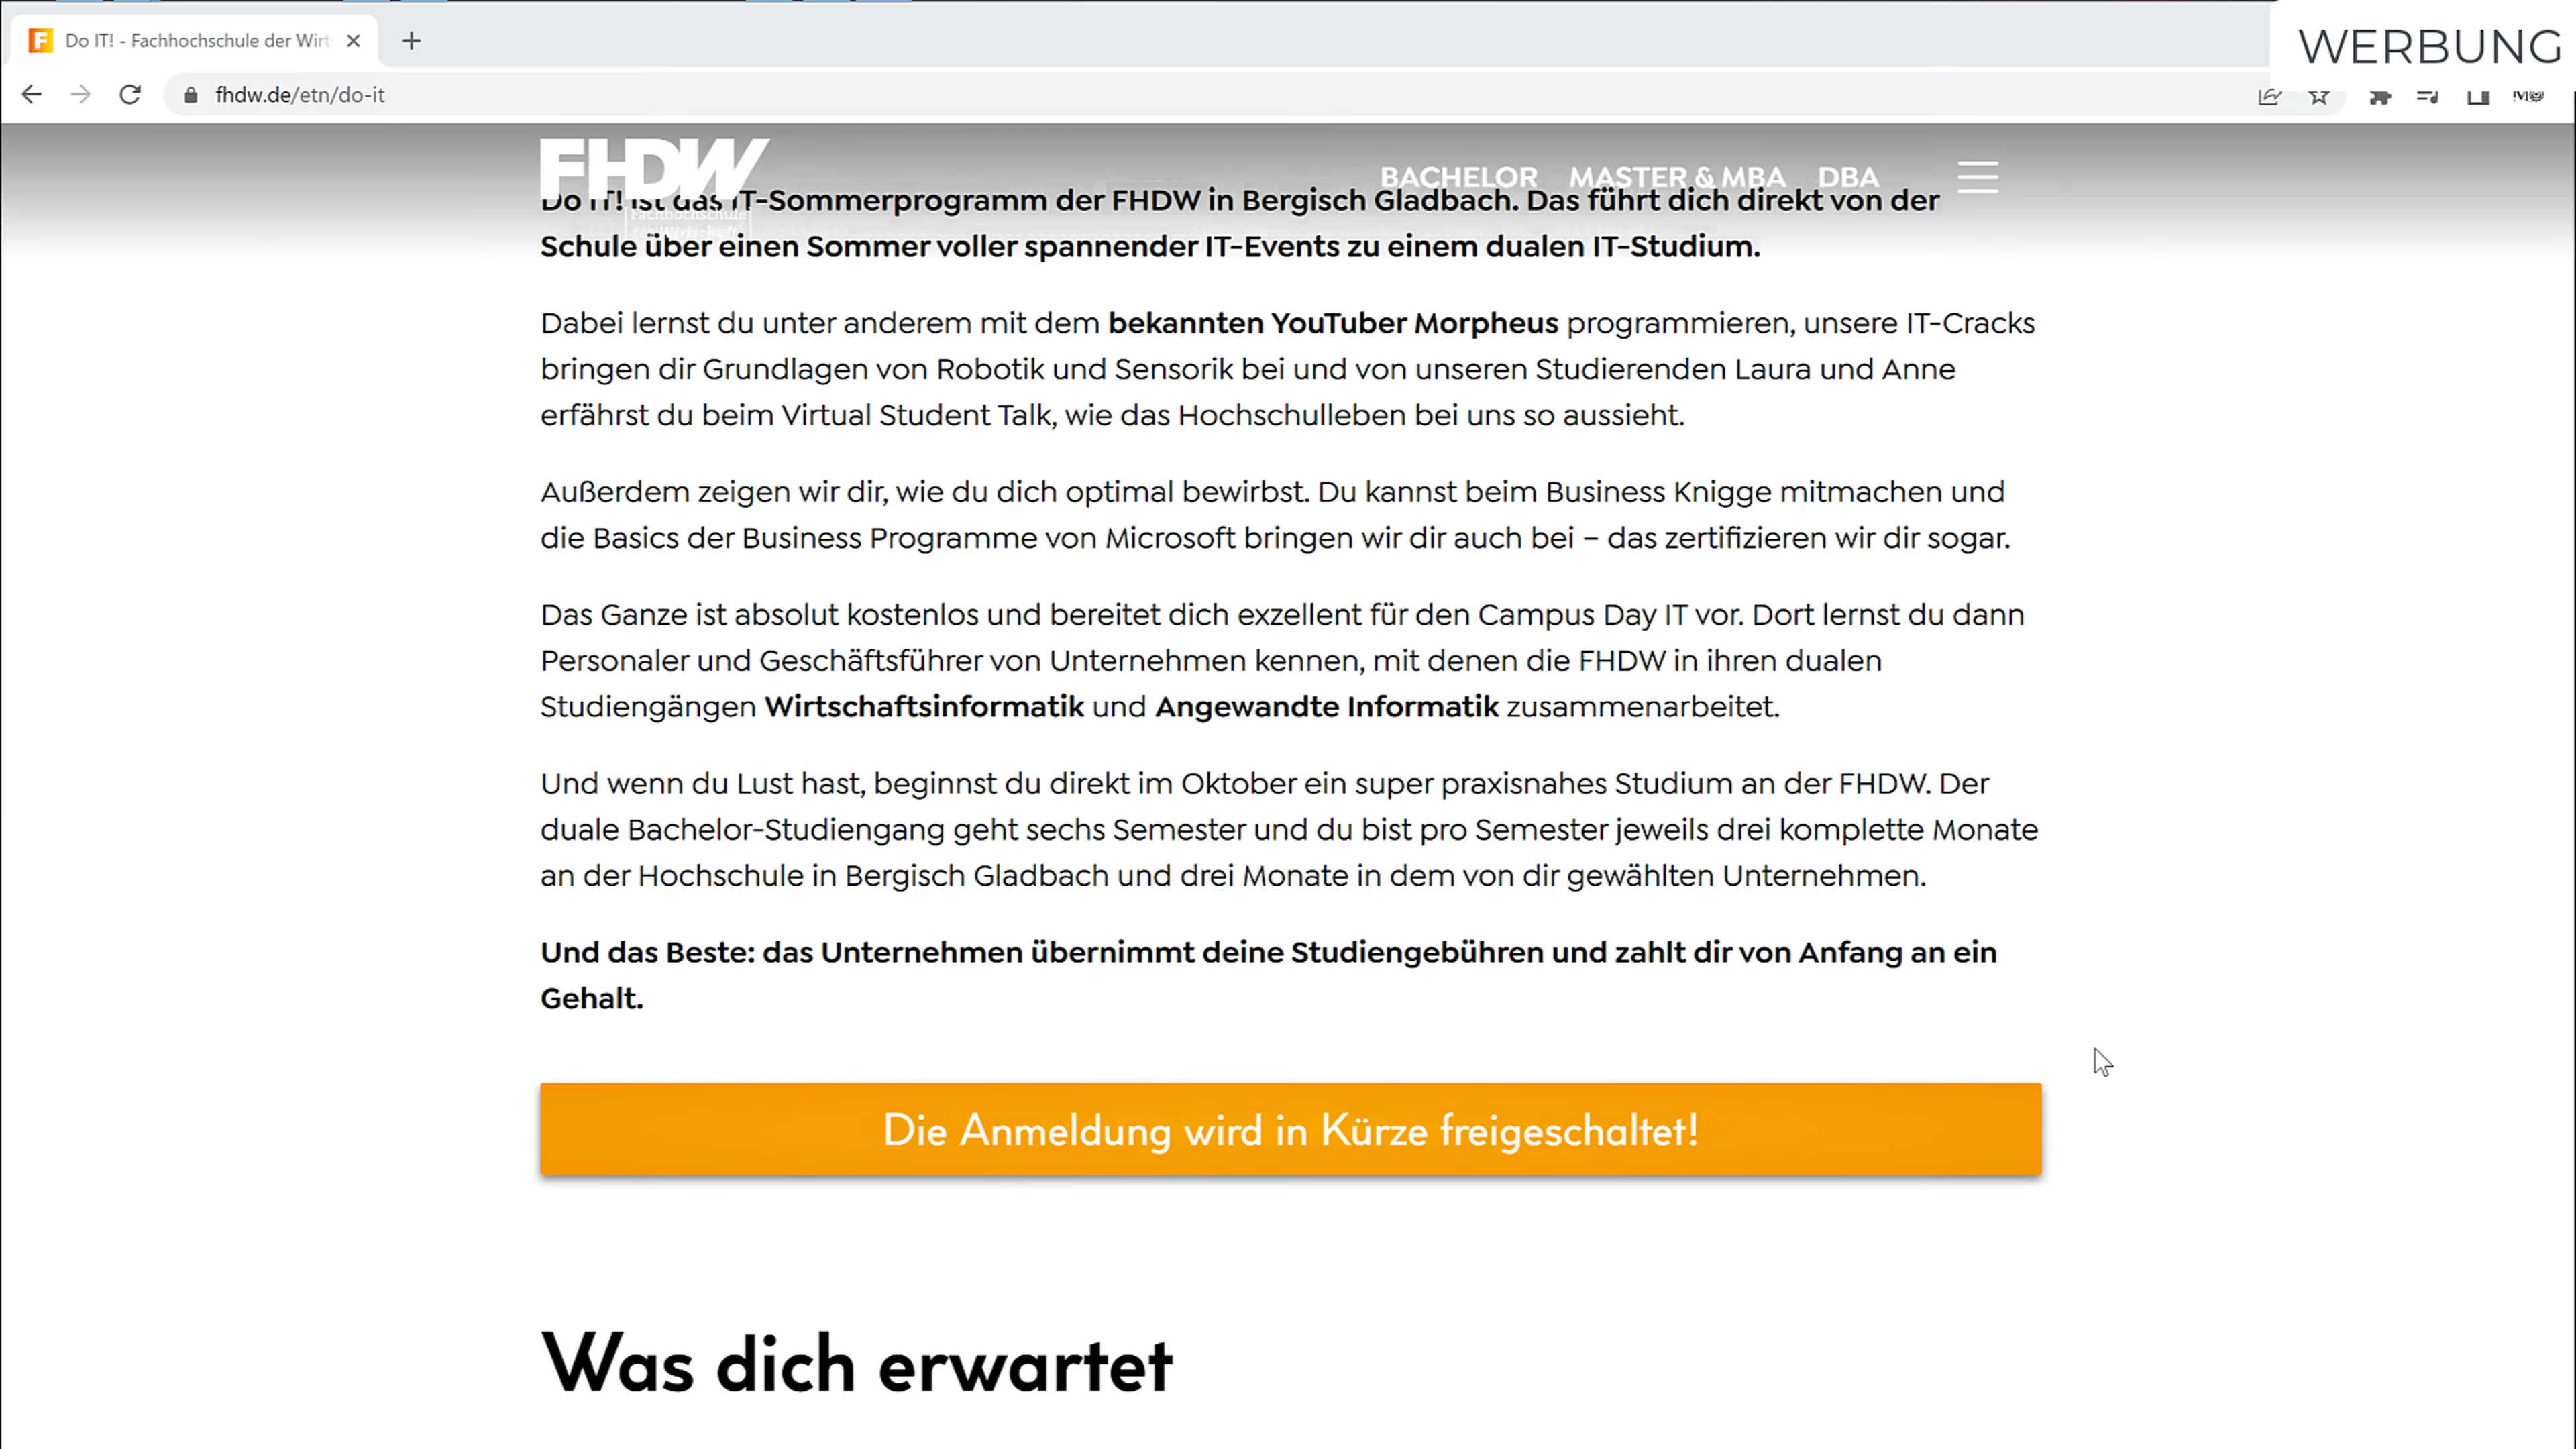 Do IT! - Fachhochschule der Wirt
WERBUNG
fhdw.de/etn/do-it
FHDW
Fachhochschule
der Wirtschaft
BACHELOR MASTER & MBA DBA
Do IT! ist das IT-Sommerprogramm der FHDW in Bergisch Gladbach. Das führt dich direkt von der
Schule über einen Sommer voller spannender IT-Events zu einem dualen IT-Studium.
Dabei lernst du unter anderem mit dem bekannten YouTuber Morpheus programmieren, unsere IT-Cracks
bringen dir Grundlagen von Robotik und Sensorik bei und von unseren Studierenden Laura und Anne
erfährst du beim Virtual Student Talk, wie das Hochschulleben bei uns so aussieht.
Außerdem zeigen wir dir, wie du dich optimal bewirbst. Du kannst beim Business Knigge mitmachen und
die Basics der Business Programme von Microsoft bringen wir dir auch bei – das zertifizieren wir dir sogar.
Das Ganze ist absolut kostenlos und bereitet dich exzellent für den Campus Day IT vor. Dort lernst du dann
Personaler und Geschäftsführer von Unternehmen kennen, mit denen die FHDW in ihren dualen
Studiengängen Wirtschaftsinformatik und Angewandte Informatik zusammenarbeitet.
Und wenn du Lust hast, beginnst du direkt im Oktober ein super praxisnahes Studium an der FHDW. Der
duale Bachelor-Studiengang geht sechs Semester und du bist pro Semester jeweils drei komplette Monate
an der Hochschule in Bergisch Gladbach und drei Monate in dem von dir gewählten Unternehmen.
Und das Beste: das Unternehmen übernimmt deine Studiengebühren und zahlt dir von Anfang an ein
Gehalt.
Die Anmeldung wird in Kürze freigeschaltet!
Was dich erwartet